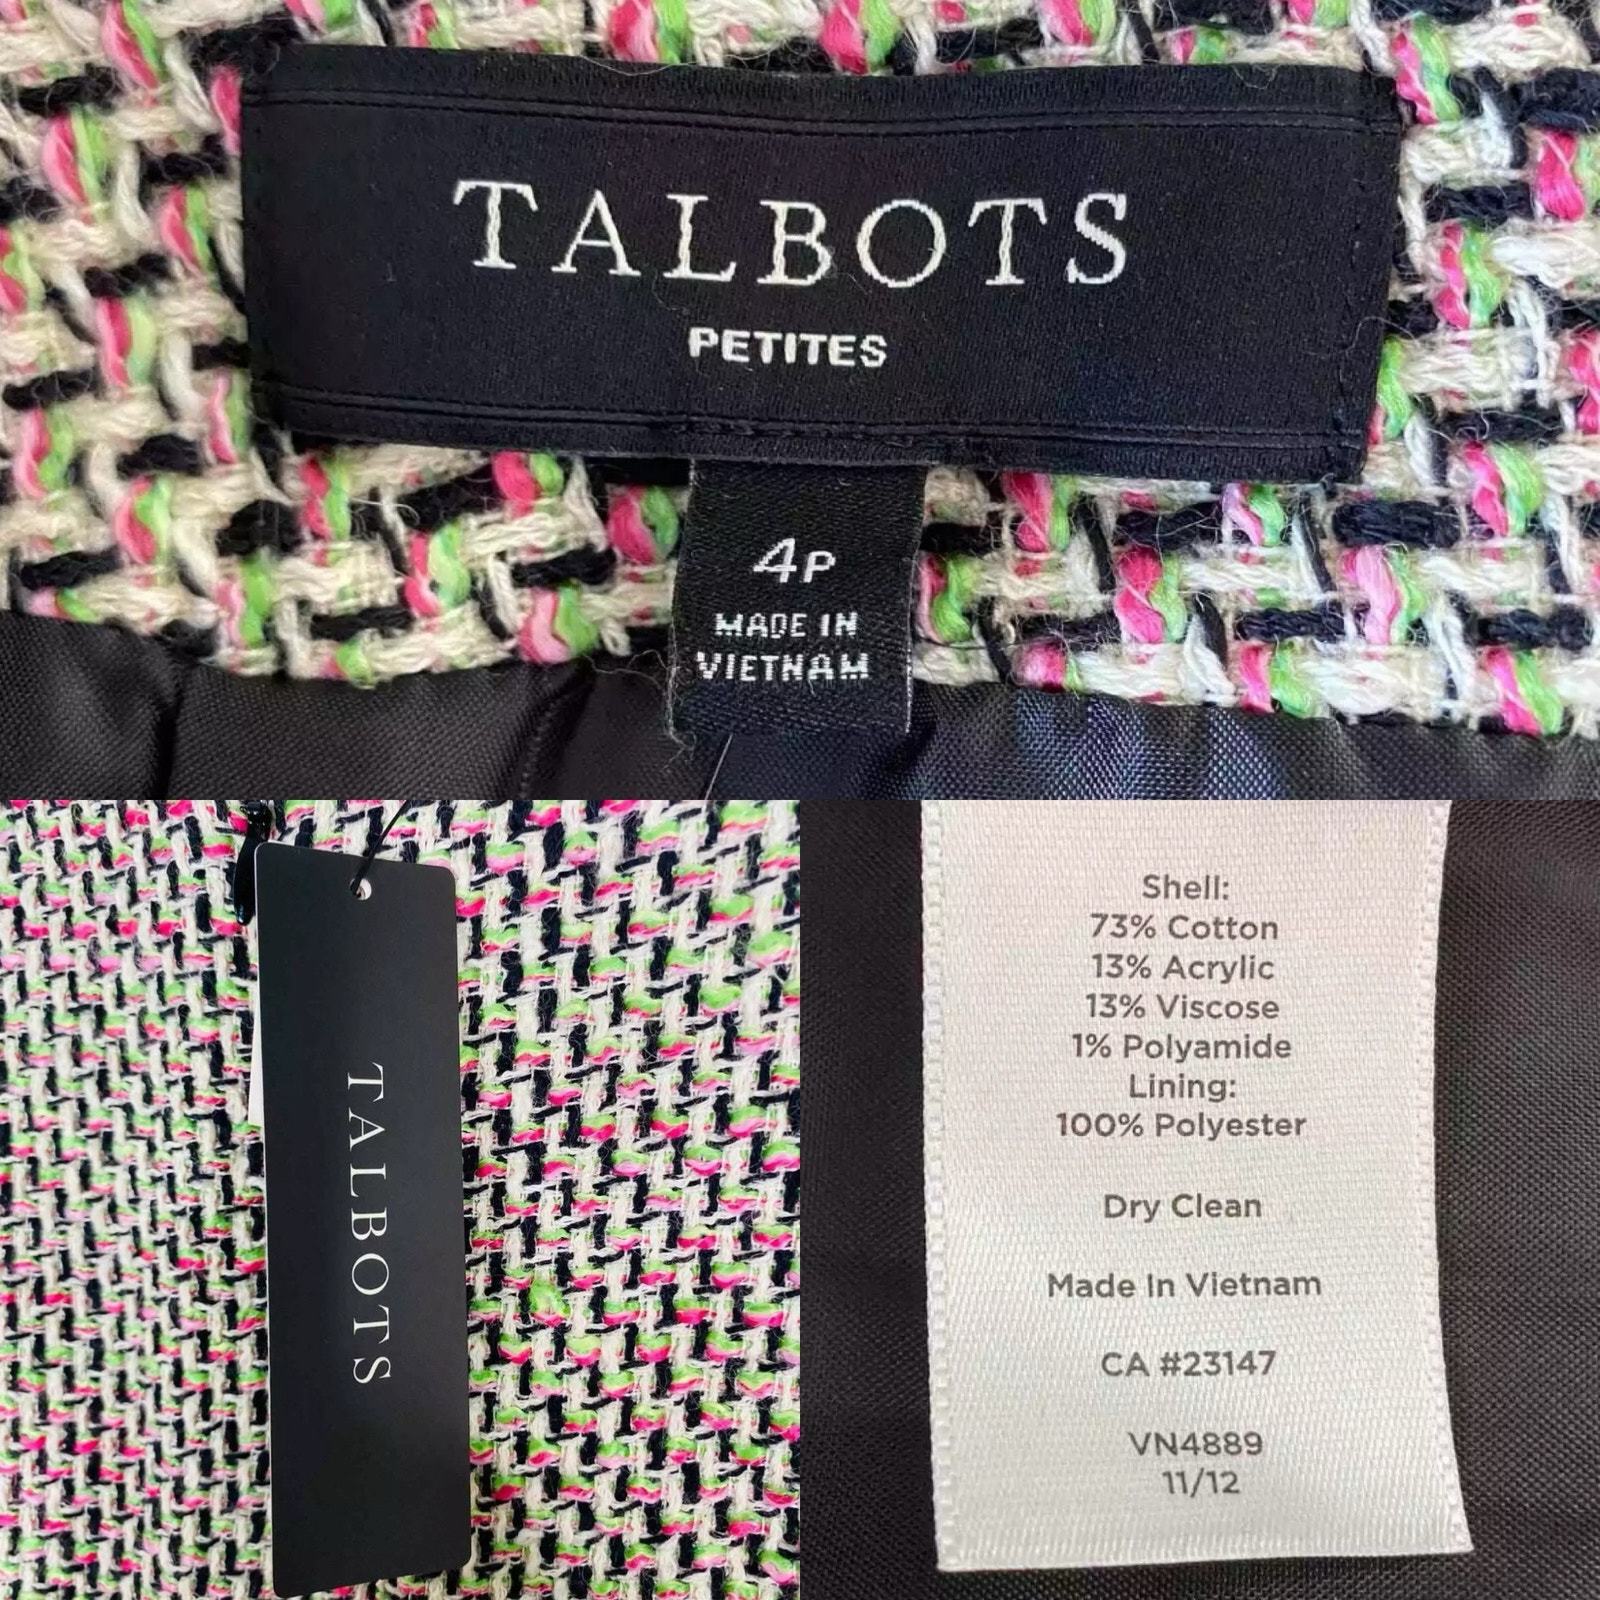 TALBOTS
PETITES
4P
MADE IN
VIETNAM
TALBOTS
Shell:
73% Cotton
13% Acrylic
13% Viscose
1% Polyamide
Lining:
100% Polyester
Dry Clean
Made In Vietnam
CA #23147
VN4889
11/12